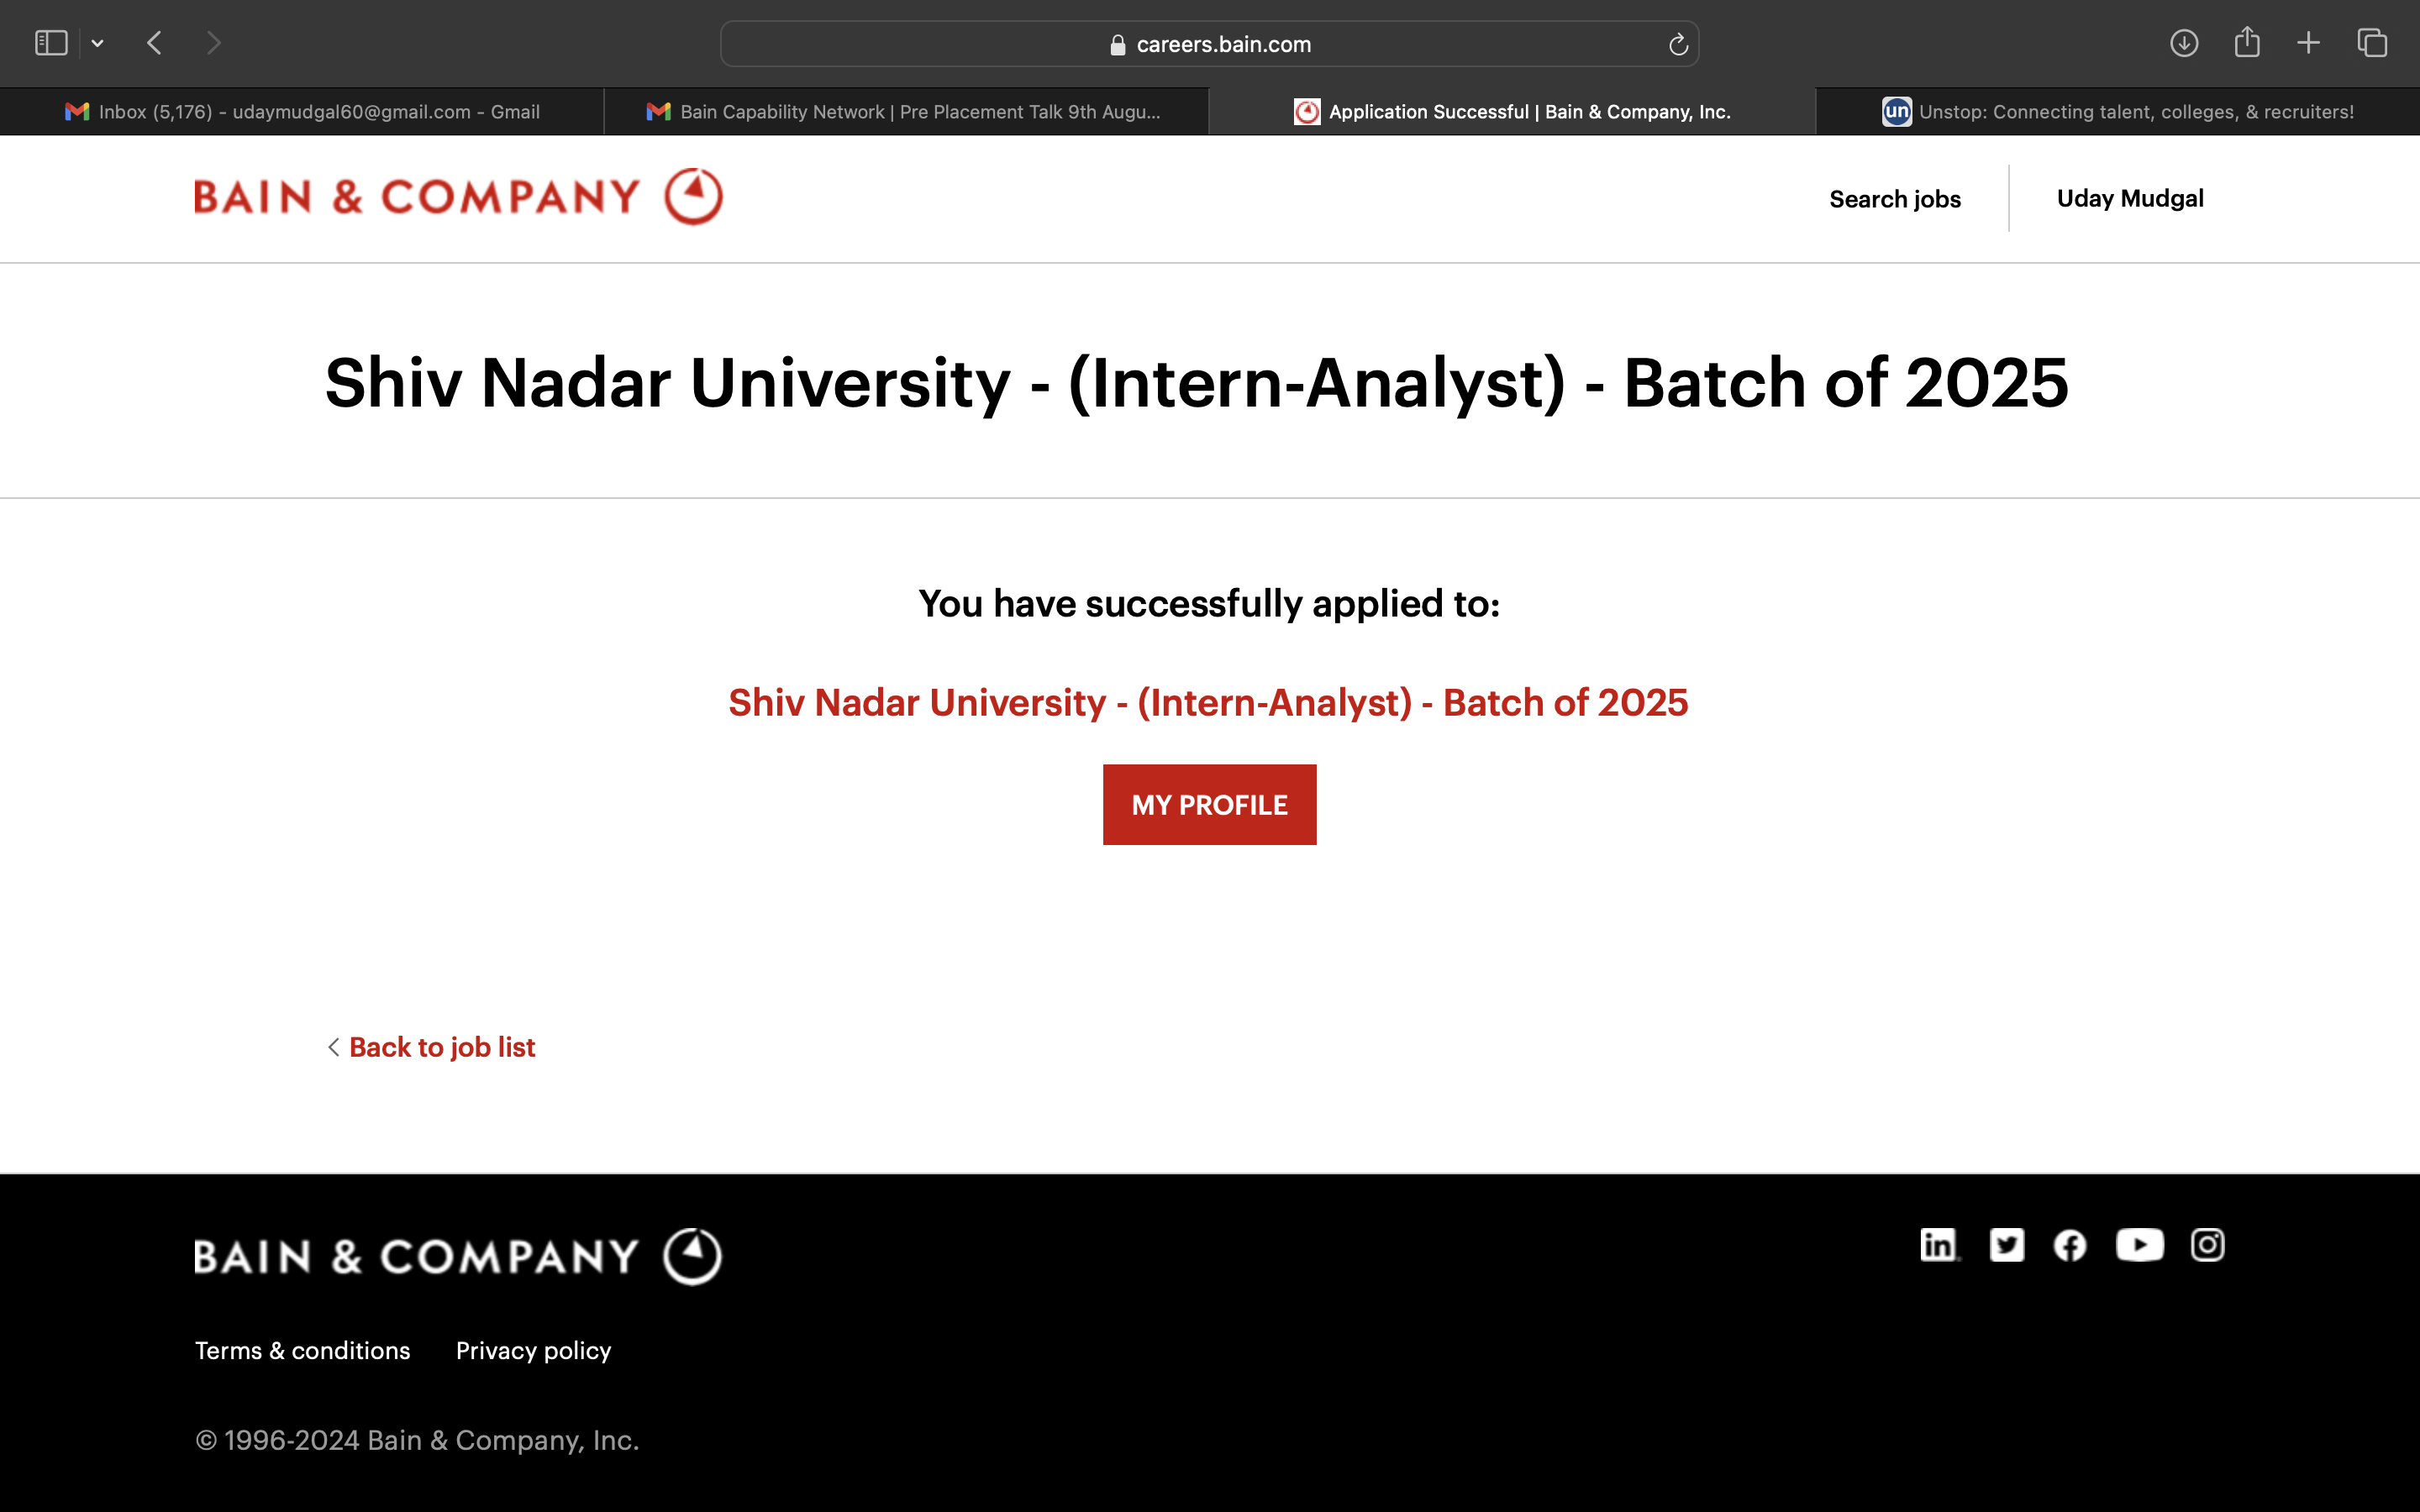 careers.bain.com
Inbox (5,176) - udaymudgal60@gmail.com - Gmail
Bain Capability Network | Pre Placement Talk 9th Augu...
Application Successful | Bain & Company, Inc.
un Unstop: Connecting talent, colleges, & recruiters!
BAIN & COMPANY
Search jobs
Uday Mudgal
Shiv Nadar University - (Intern-Analyst) - Batch of 2025
You have successfully applied to:
Shiv Nadar University - (Intern-Analyst) - Batch of 2025
MY PROFILE
Back to job list
BAIN & COMPANY
in
Terms & conditions
Privacy policy
© 1996-2024 Bain & Company, Inc.